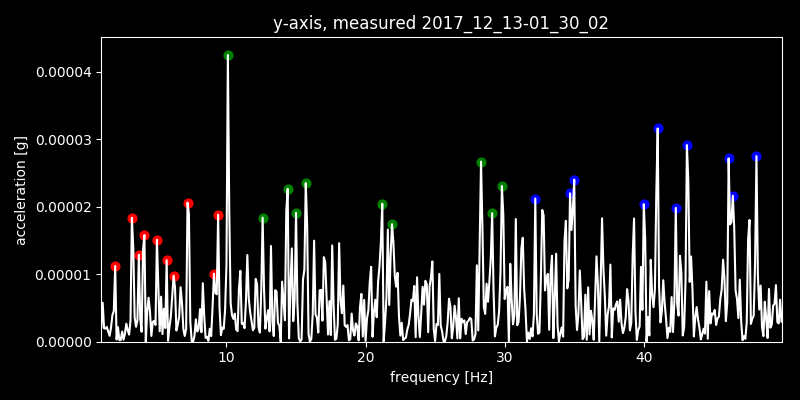 y-axis, measured 2017_12_13-01_30_02
acceleration [g]
0.00004
0.00003
0.00002
0.00001
0.00000
10 20 30 40
frequency [Hz]